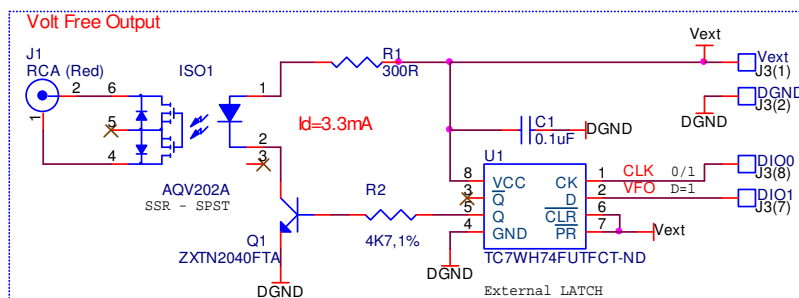 Volt Free Output
J1
RCA (Red)
ISO1
R1
300R
Vext
Vext
J3(1)
2
6
1
1
5
4
2
3
Id=3.3mA
C1
0.1uF
DGND
DGND
J3(2)
DGND
AQV202A
SSR - SPST
R2
4K7,1%
Q1
ZXTN2040FTA
DGND
DGND
U1
8 VCC CK 1 CLK 0/1 DIO0
J3(8)
3 Q D 2 VFO D=1 DIO1
J3(7)
5 Q CLR 6
4 GND PR 7 Vext
TC7WH74FUTFCT-ND
External LATCH